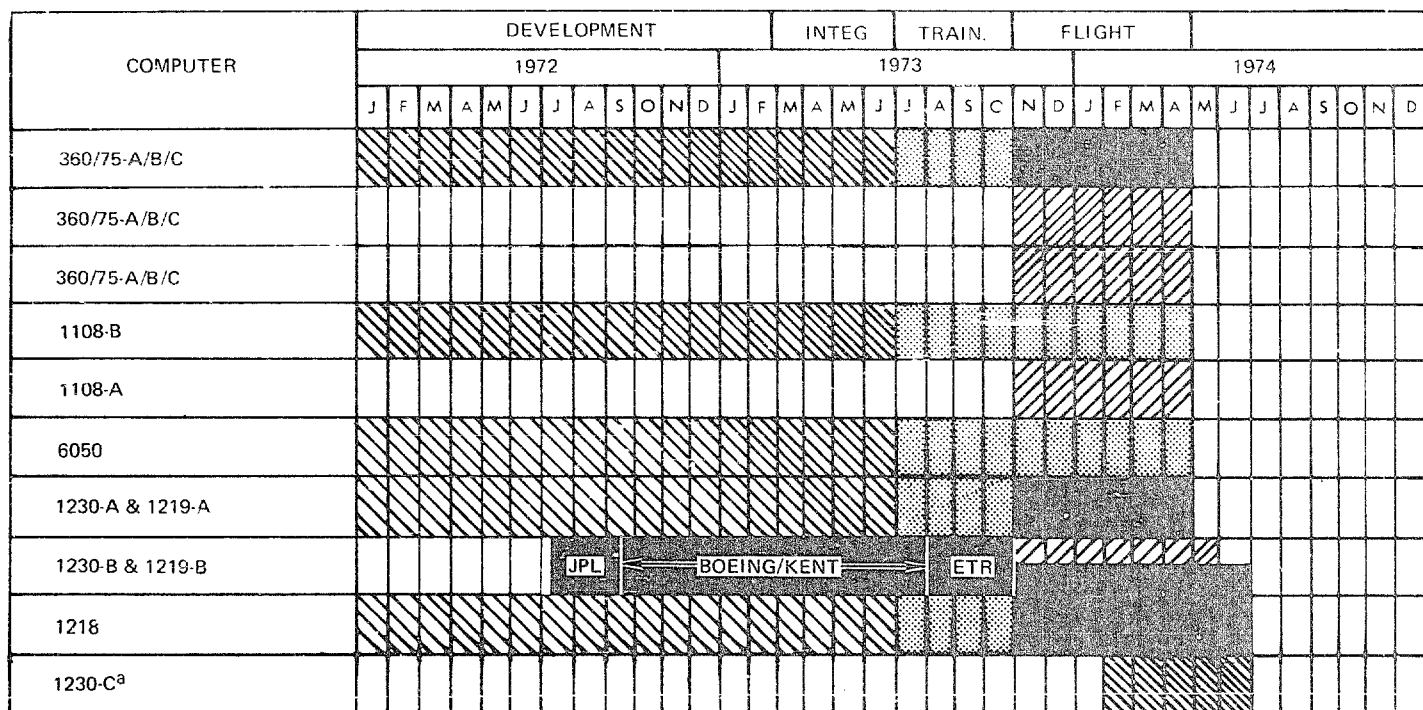 COMPUTER
DEVELOPMENT INTEG TRAIN. FLIGHT
1972 1973 1974
J F M A M J J A S O N D J F M A M J J A S C N D J F M A M J J A S O N D
360/75-A/B/C
360/75-A/B/C
360/75-A/B/C
1108-B
1108-A
6050
1230-A & 1219-A
1230-B & 1219-B JPL BOEING/KENT ETR
1218
1230-Cª